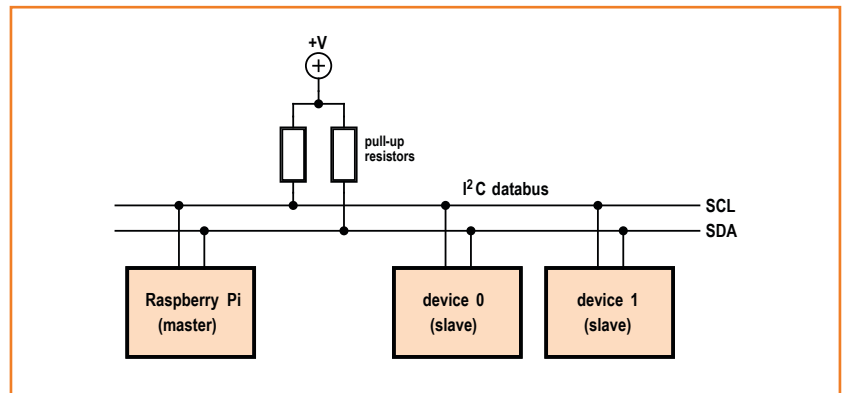 +V
pull-up
resistors
I²C databus
SCL
SDA
Raspberry Pi
(master)
device 0
(slave)
device 1
(slave)